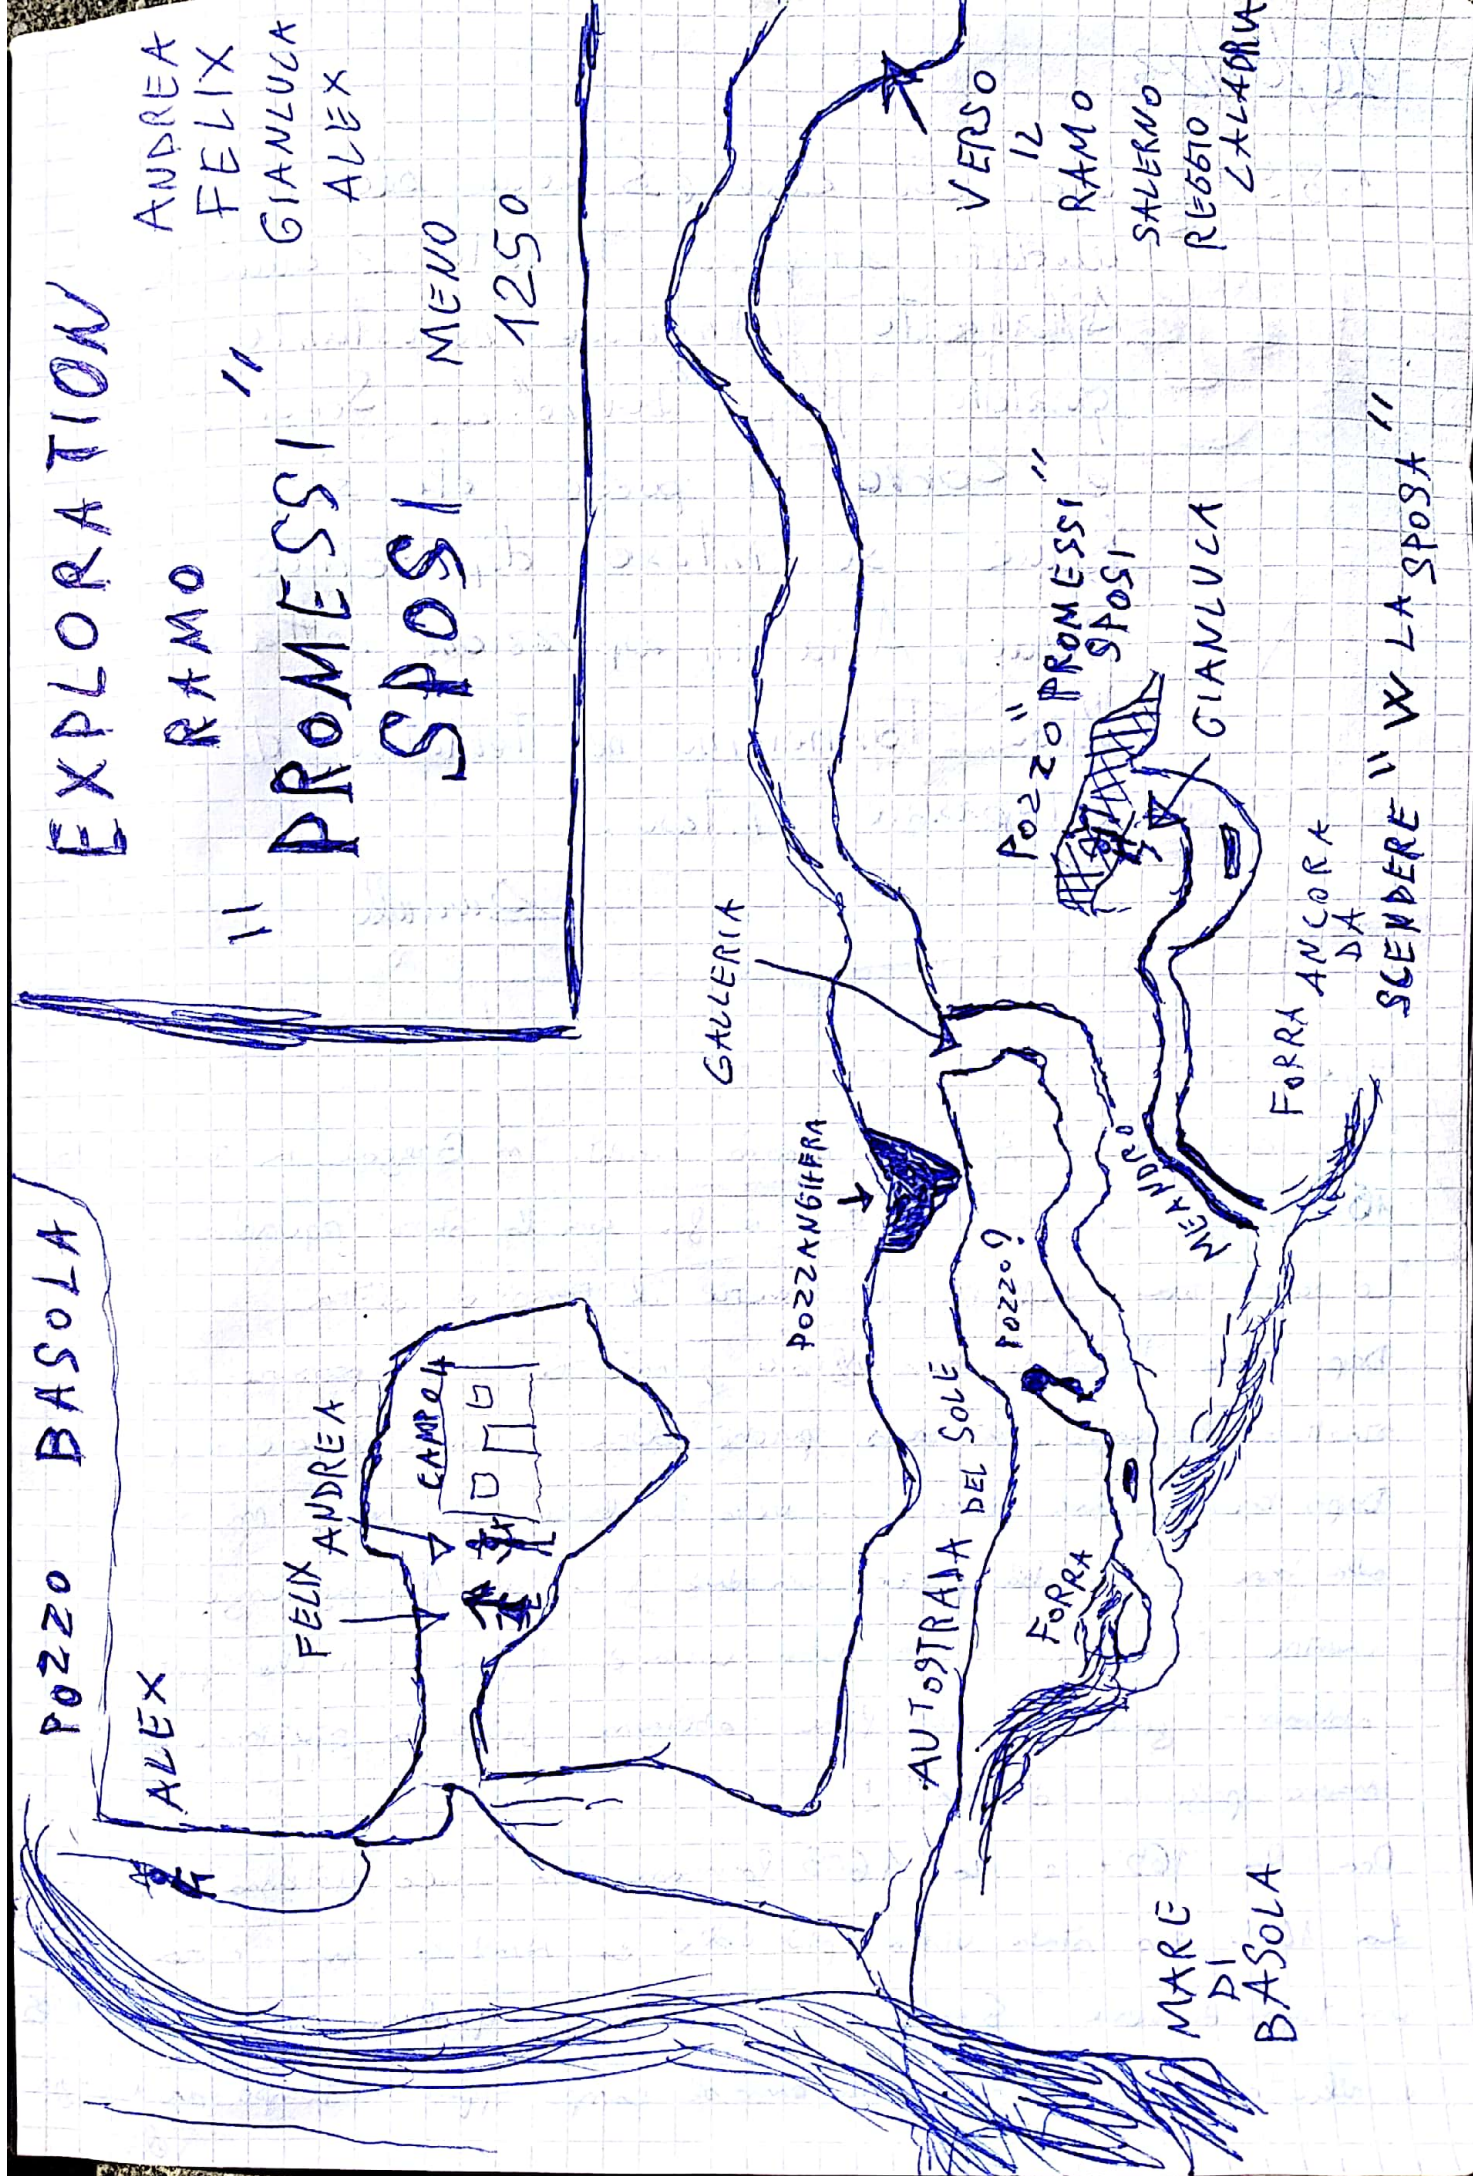 EXPLORATION
RAMO
"PROMESSI"
SPOSI
MENO
1250
ANDREA
FELIX
GIANLUCA
ALEX
POZZO BASOLA
ALEX
FELIX
ANDREA
CAMPO
GALLERIA
POZZANGHERA
AUTOSTRADA DEL SOLE
POZZO?
FORRA
MEANDRO
MARE
DI
BASOLA
POZZO "PROMESSI"
SPOSI
GIANLUCA
FORRA ANCORA
DA
SCENDERE "W LA SPOSA"
VERSO
IL
RAMO
SALERNO
REGGIO
CALABRIA